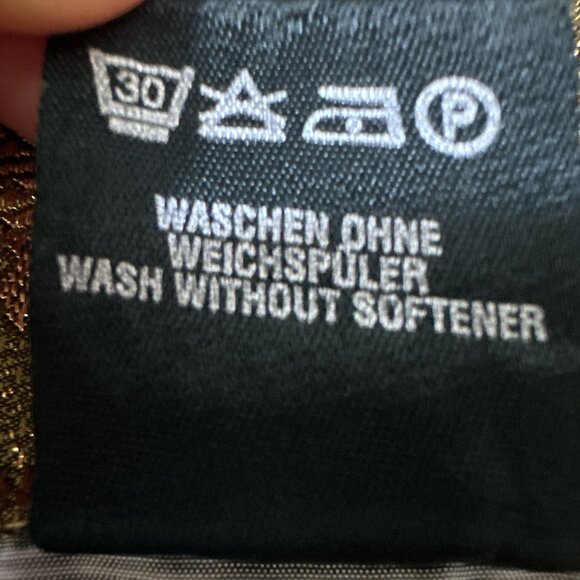 30 P
WASCHEN OHNE
WEICHSPÜLER
WASH WITHOUT SOFTENER